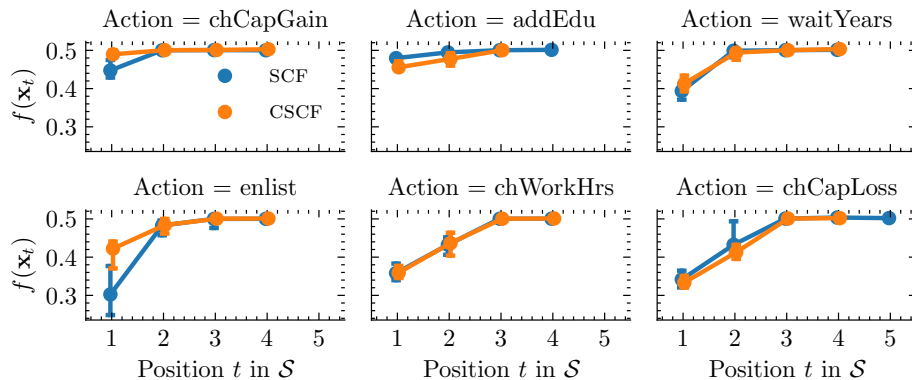 Action = chCapGain
Action = addEdu
Action = waitYears
f(𝐱ₜ)
0.5
0.4
0.3
SCF
CSCF
Action = enlist
Action = chWorkHrs
Action = chCapLoss
f(𝐱ₜ)
0.5
0.4
0.3
1 2 3 4 5
1 2 3 4 5
1 2 3 4 5
Position t in 𝒮
Position t in 𝒮
Position t in 𝒮